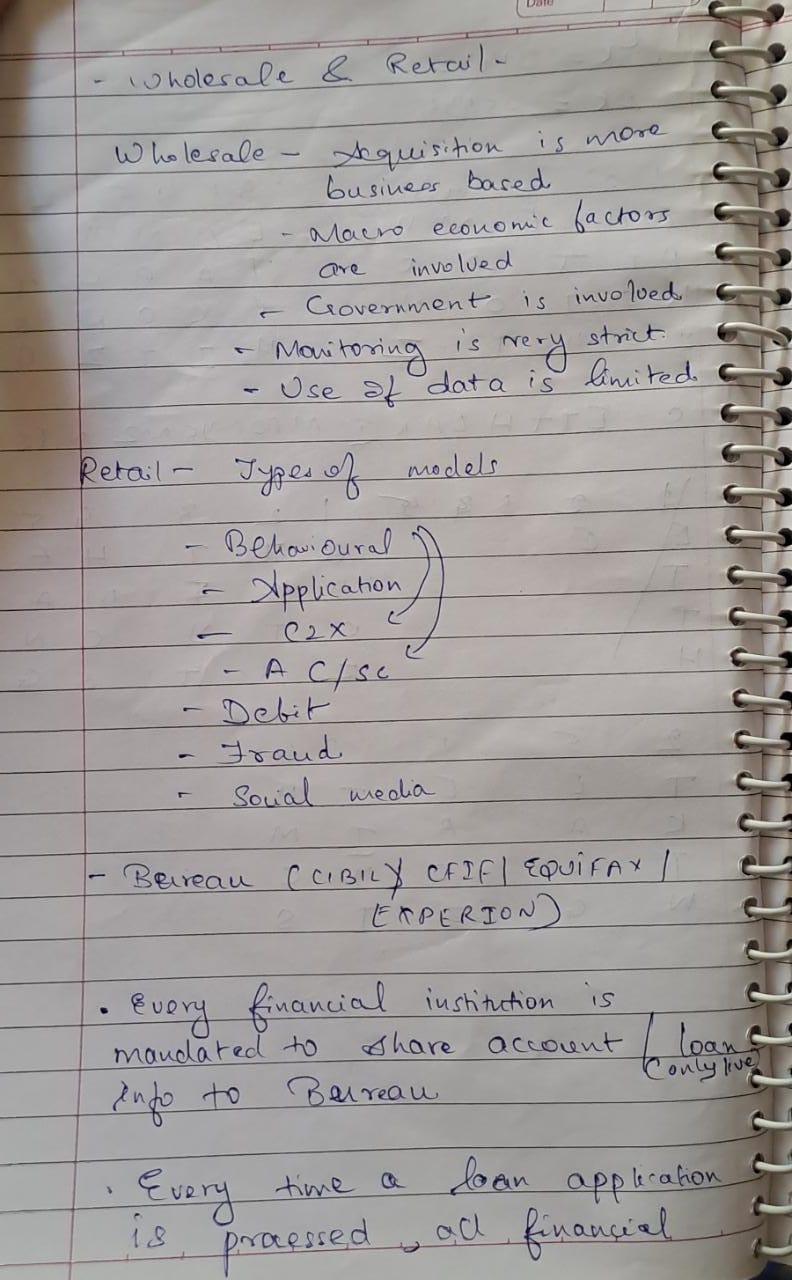 Date
- Wholesale & Retail -
Wholesale - Acquisition is more
business based
- Macro economic factors
are involved
- Government is involved
- Monitoring is very strict.
- Use of data is limited
Retail - Types of models
- Behavioural
- Application
- C2X
- A C/SC
- Debit
- Fraud
- Social media
- Beureau (CIBIL / CFIF / EQUIFAX /
EXPERION)
• Every financial institution is
mandated to share account / loan
(only live)
info to Beureau
• Every time a loan application
is processed, all financial